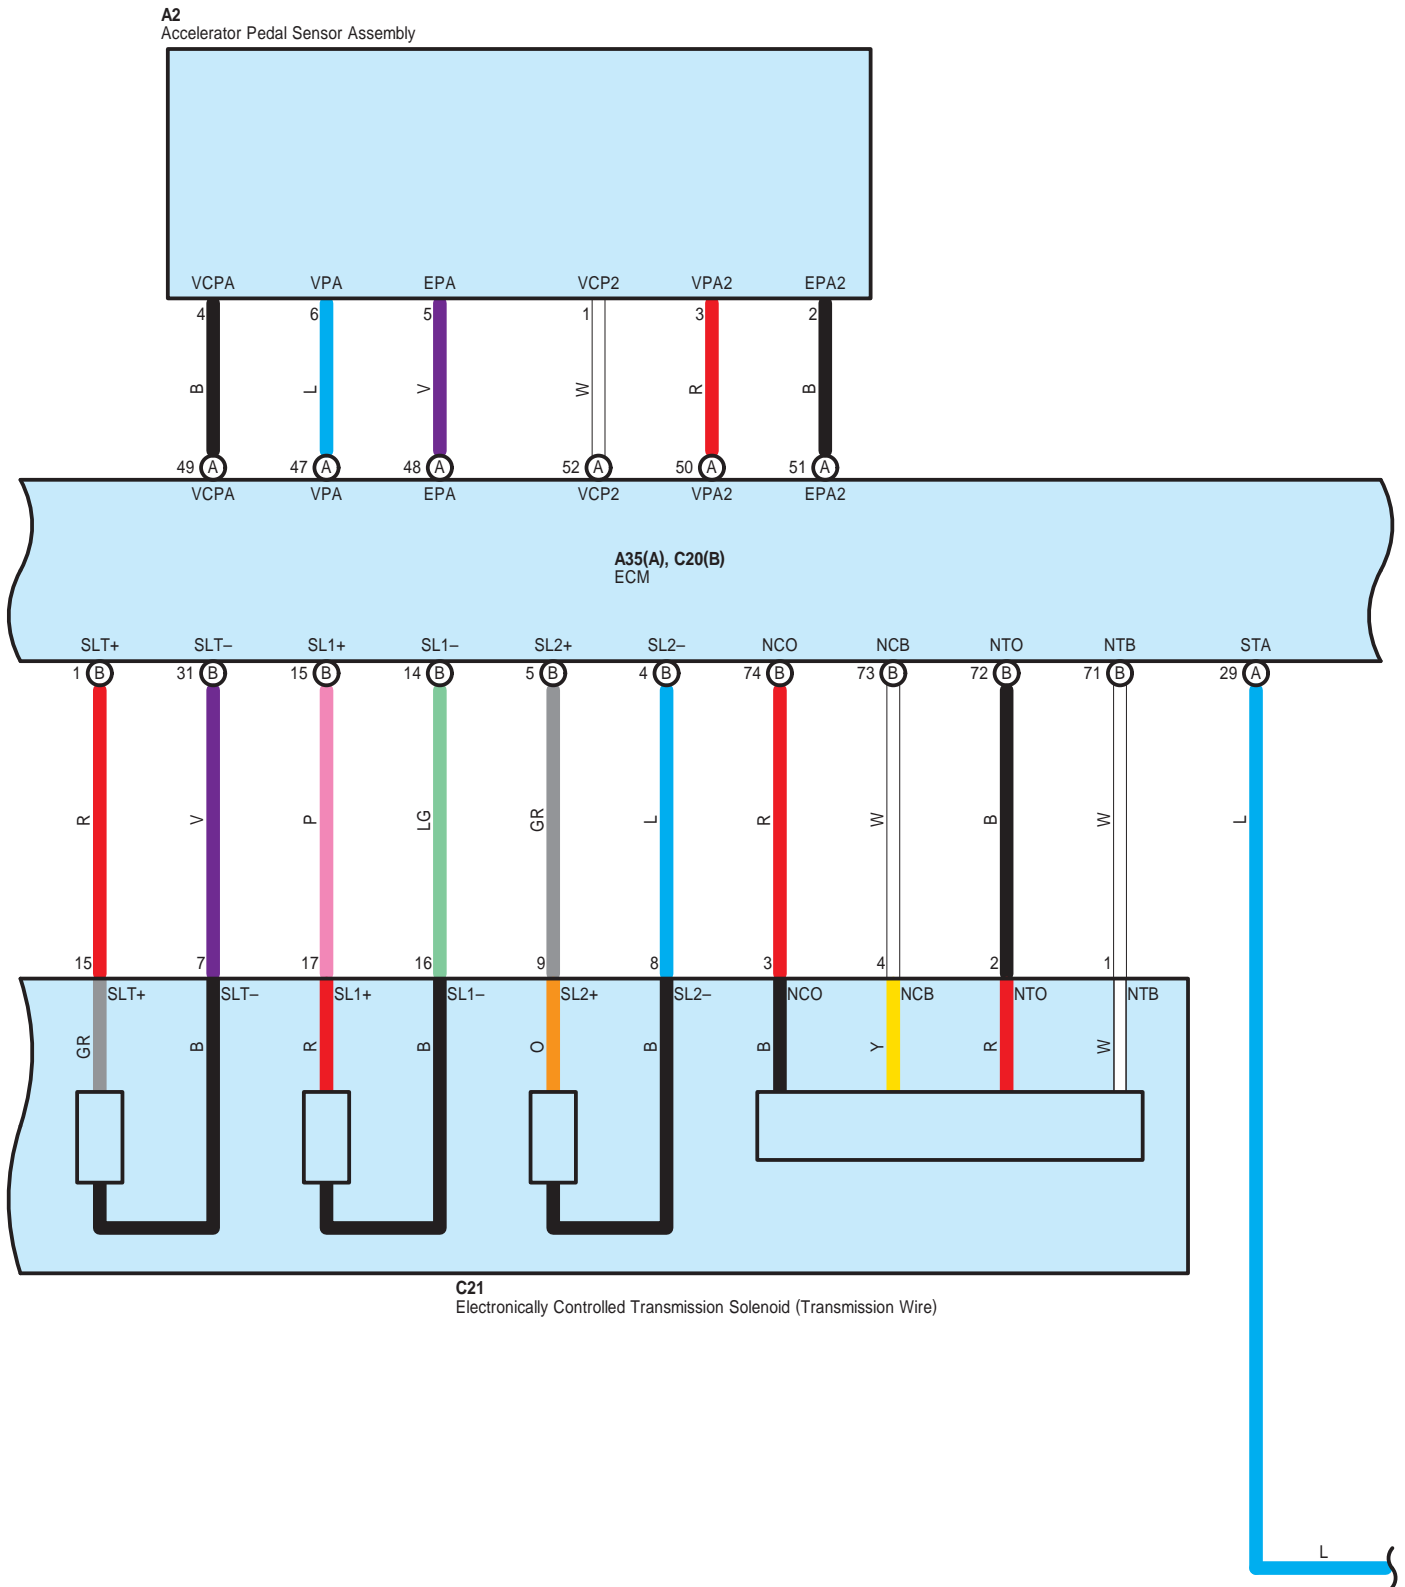 A2
Accelerator Pedal Sensor Assembly
VCPA VPA EPA VCP2 VPA2 EPA2
4 6 5 1 3 2
B L V W R B
49 A 47 A 48 A 52 A 50 A 51 A
VCPA VPA EPA VCP2 VPA2 EPA2
A35(A), C20(B)
ECM
SLT+ SLT– SL1+ SL1– SL2+ SL2– NCO NCB NTO NTB STA
1 B 31 B 15 B 14 B 5 B 4 B 74 B 73 B 72 B 71 B 29 A
R V P LG GR L R W B W L
15 7 17 16 9 8 3 4 2 1
SLT+ SLT– SL1+ SL1– SL2+ SL2– NCO NCB NTO NTB
GR B R B O B B Y R W
C21
Electronically Controlled Transmission Solenoid (Transmission Wire)
L